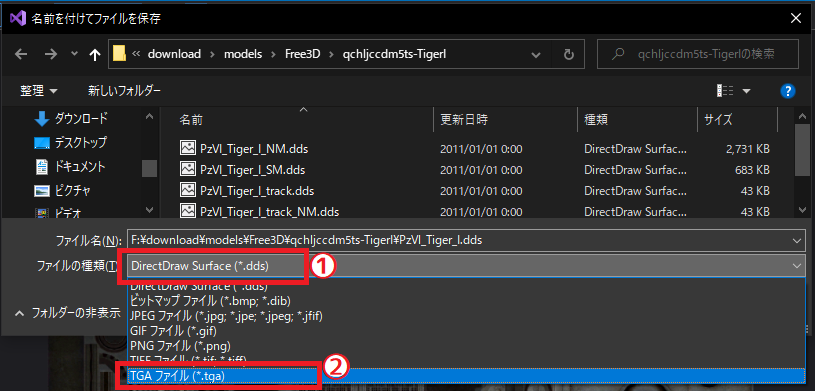 名前を付けてファイルを保存
« download › models › Free3D › qchljccdm5ts-TigerI
qchljccdm5ts-TigerIの検索
整理 新しいフォルダー
ダウンロード
デスクトップ
ドキュメント
ピクチャ
ビデオ
名前 更新日時 種類 サイズ
PzVl_Tiger_I_NM.dds 2011/01/01 0:00 DirectDraw Surfac... 2,731 KB
PzVl_Tiger_I_SM.dds 2011/01/01 0:00 DirectDraw Surfac... 683 KB
PzVl_Tiger_I_track.dds 2011/01/01 0:00 DirectDraw Surfac... 43 KB
PzVl_Tiger_I_track_NM.dds 2011/01/01 0:00 DirectDraw Surfac... 43 KB
ファイル名(N): F:¥download¥models¥Free3D¥qchljccdm5ts-TigerI¥PzVl_Tiger_I.dds
ファイルの種類(T): DirectDraw Surface (*.dds) ①
DirectDraw Surface (*.dds)
ビットマップ ファイル (*.bmp; *.dib)
JPEG ファイル (*.jpg; *.jpe; *.jpeg; *.jfif)
GIF ファイル (*.gif)
PNG ファイル (*.png)
TIFF ファイル (*.tif; *.tiff)
TGA ファイル (*.tga) ②
フォルダーの非表示